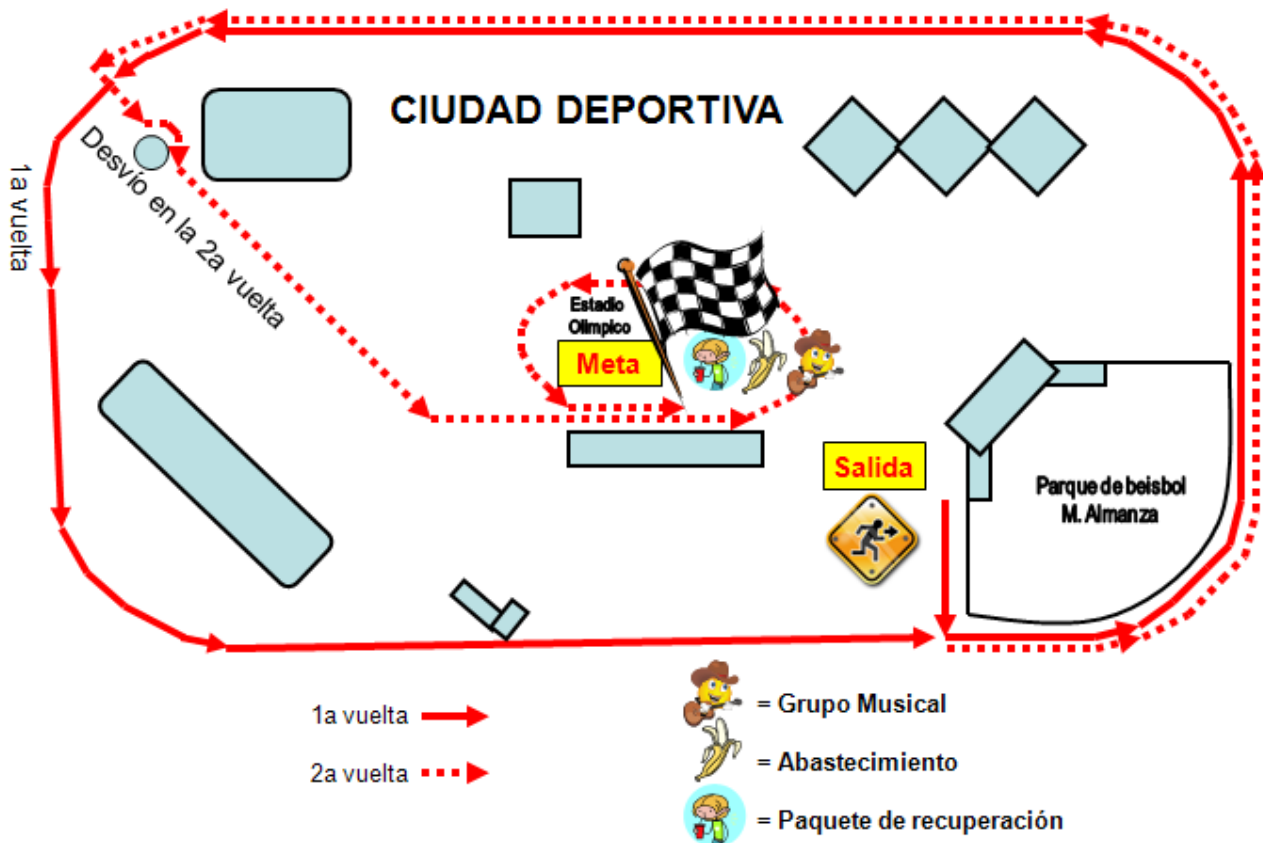 CIUDAD DEPORTIVA
1a vuelta
Desvío en la 2a vuelta
Estadio
Olimpico
Meta
Salida
Parque de beisbol
M. Almanza
1a vuelta
= Grupo Musical
2a vuelta
= Abastecimiento
= Paquete de recuperación